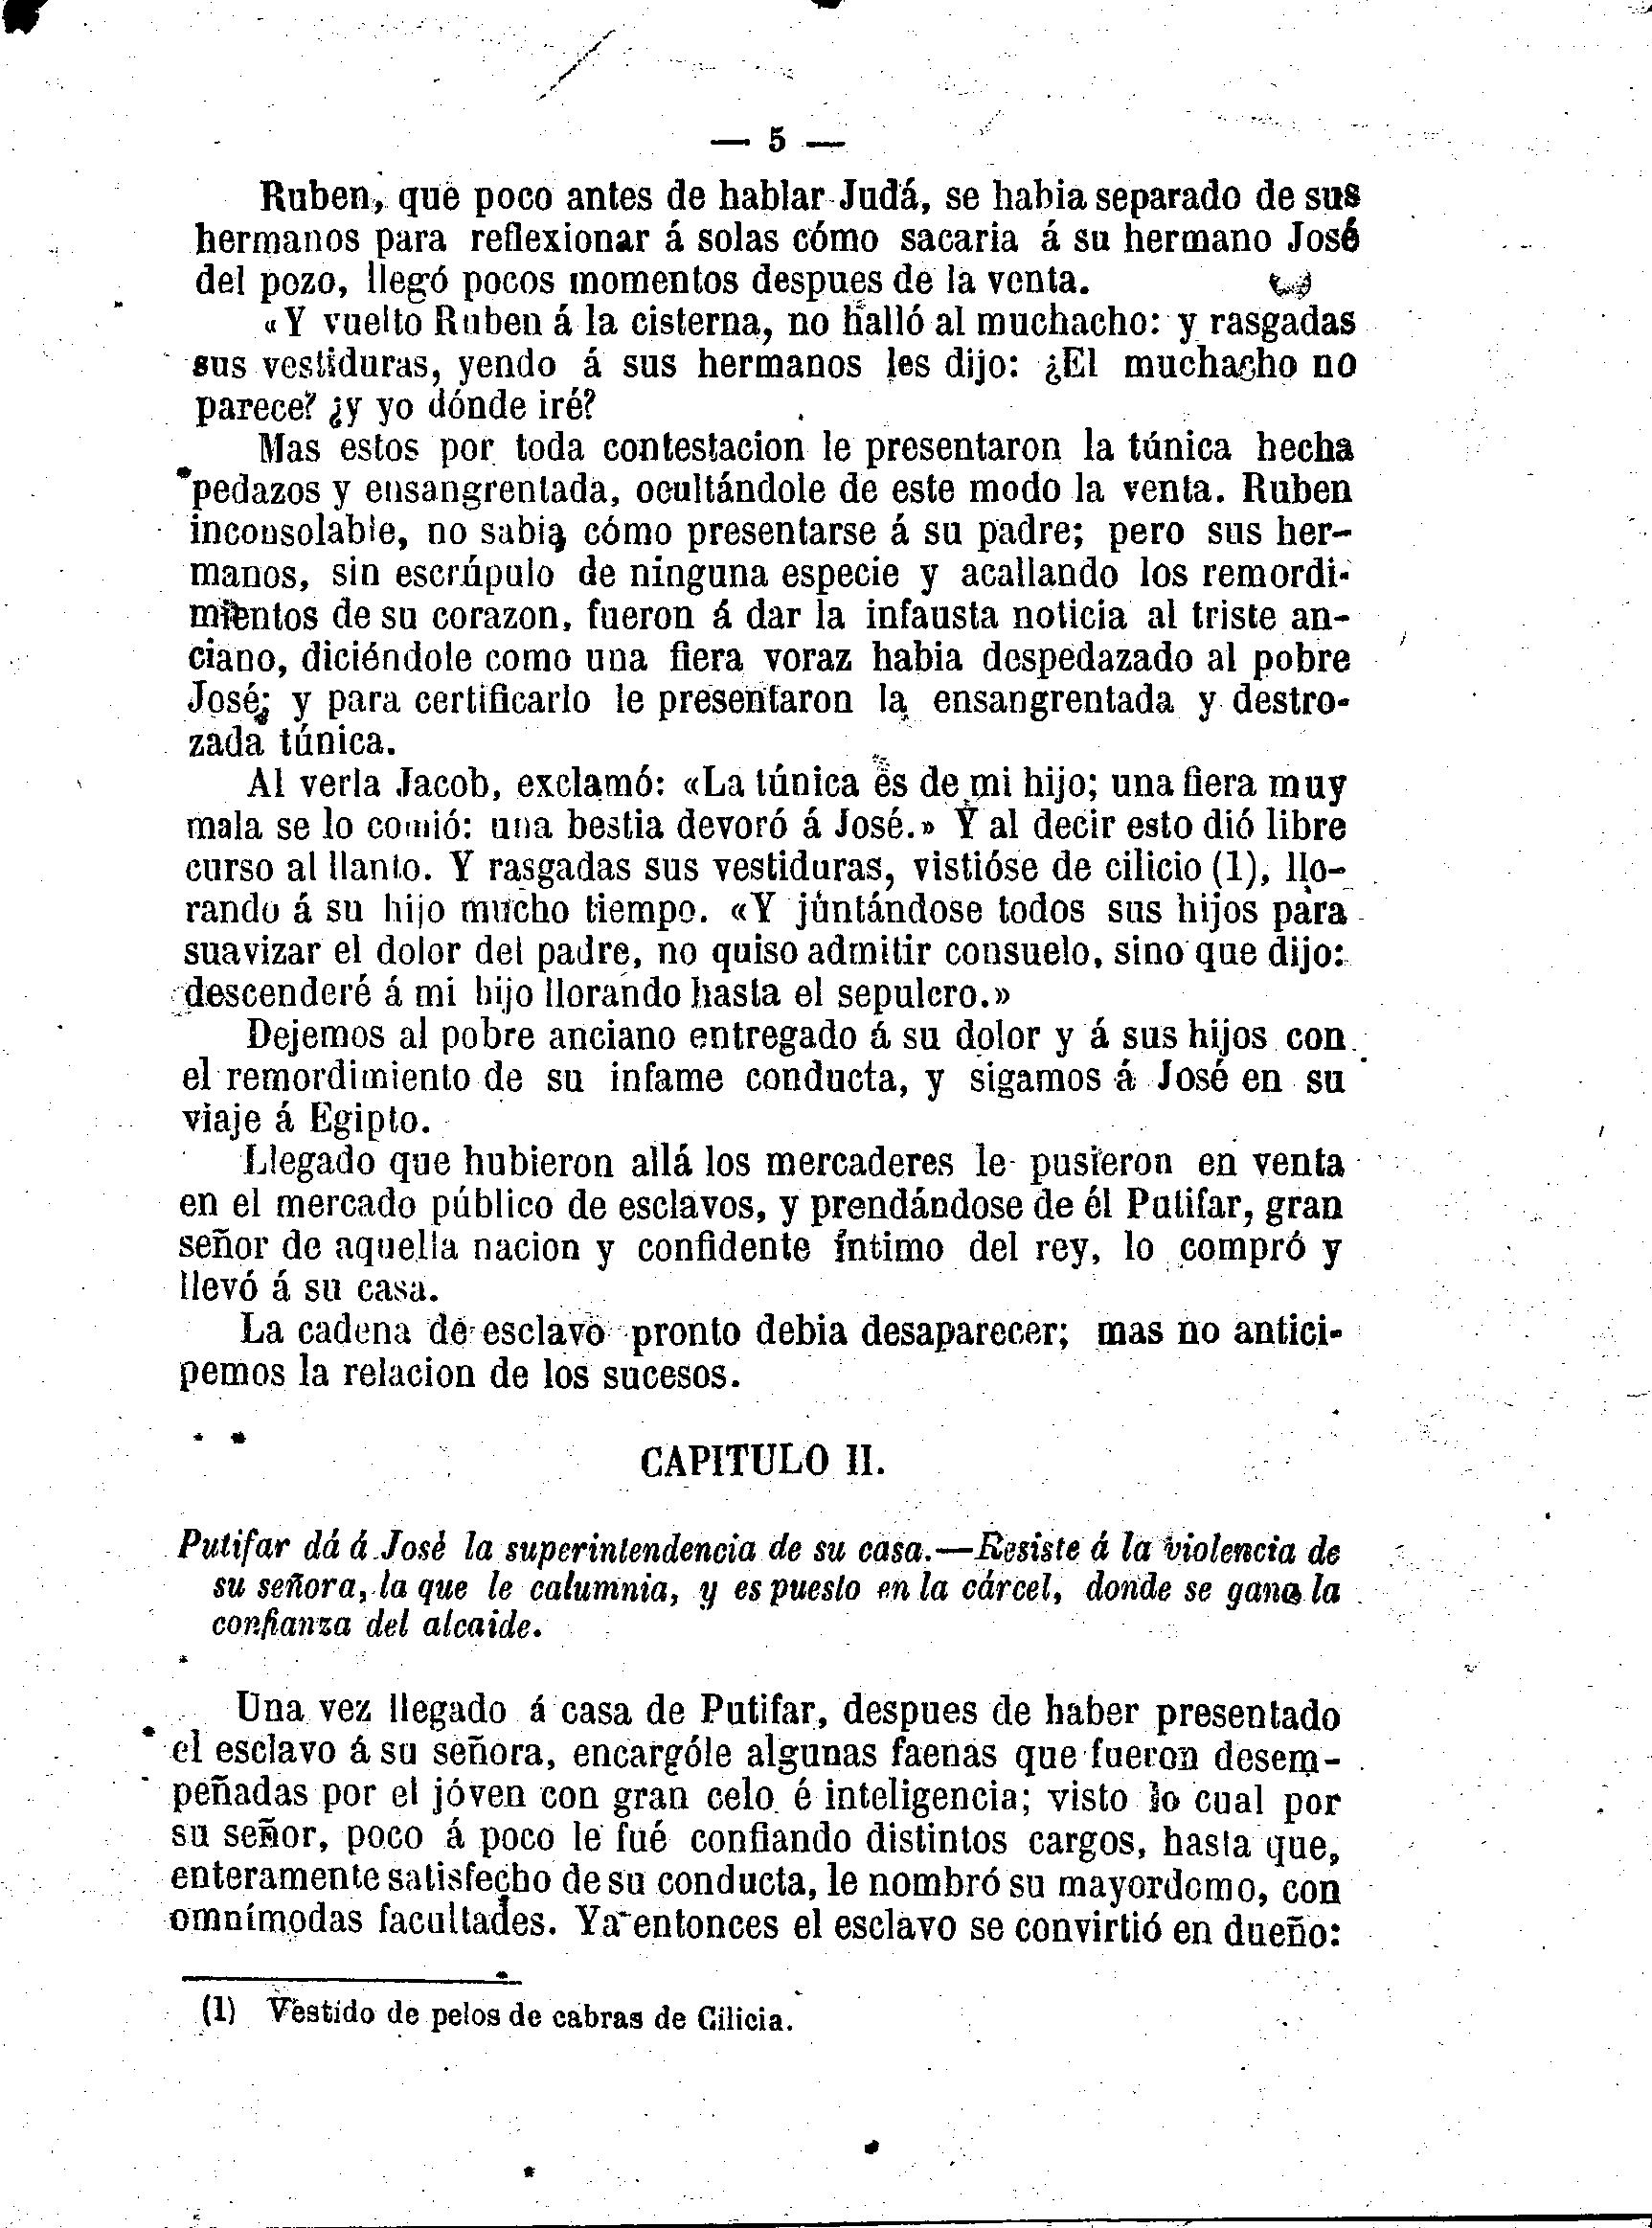 — 5 —
Ruben, que poco antes de hablar Judá, se habia separado de sus
hermanos para reflexionar á solas cómo sacaria á su hermano José
del pozo, llegó pocos momentos despues de la venta.
«Y vuelto Ruben á la cisterna, no halló al muchacho: y rasgadas
sus vestiduras, yendo á sus hermanos les dijo: ¿El muchacho no
parece? ¿y yo dónde iré?
Mas estos por toda contestacion le presentaron la túnica hecha
pedazos y ensangrentada, ocultándole de este modo la venta. Ruben
inconsolable, no sabia cómo presentarse á su padre; pero sus her-
manos, sin escrúpulo de ninguna especie y acallando los remordi-
mientos de su corazon, fueron á dar la infausta noticia al triste an-
ciano, diciéndole como una fiera voraz habia despedazado al pobre
José; y para certificarlo le presentaron la ensangrentada y destro-
zada túnica.
Al verla Jacob, exclamó: «La túnica es de mi hijo; una fiera muy
mala se lo comió: una bestia devoró á José.» Y al decir esto dió libre
curso al llanto. Y rasgadas sus vestiduras, vistióse de cilicio (1), llo-
rando á su hijo mucho tiempo. «Y juntándose todos sus hijos para
suavizar el dolor del padre, no quiso admitir consuelo, sino que dijo:
descenderé á mi hijo llorando hasta el sepulcro.»
Dejemos al pobre anciano entregado á su dolor y á sus hijos con
el remordimiento de su infame conducta, y sigamos á José en su
viaje á Egipto.
Llegado que hubieron allá los mercaderes le pusieron en venta
en el mercado público de esclavos, y prendándose de él Putifar, gran
señor de aquella nacion y confidente íntimo del rey, lo compró y
llevó á su casa.
La cadena de esclavo pronto debia desaparecer; mas no antici-
pemos la relacion de los sucesos.
CAPITULO II.
Putifar dá á José la superintendencia de su casa.—Resiste á la violencia de
su señora, la que le calumnia, y es puesto en la cárcel, donde se gana la
confianza del alcaide.
Una vez llegado á casa de Putifar, despues de haber presentado
el esclavo á su señora, encargóle algunas faenas que fueron desem-
peñadas por el jóven con gran celo é inteligencia; visto lo cual por
su señor, poco á poco le fué confiando distintos cargos, hasta que,
enteramente satisfecho de su conducta, le nombró su mayordomo, con
omnímodas facultades. Ya entonces el esclavo se convirtió en dueño:
(1) Vestido de pelos de cabras de Cilicia.